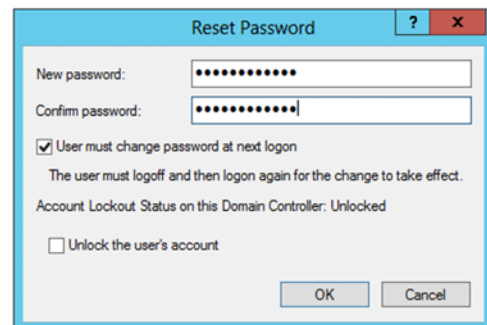 Reset Password
? x
New password: ••••••••••••
Confirm password: ••••••••••••
User must change password at next logon
The user must logoff and then logon again for the change to take effect.
Account Lockout Status on this Domain Controller: Unlocked
Unlock the user's account
OK Cancel